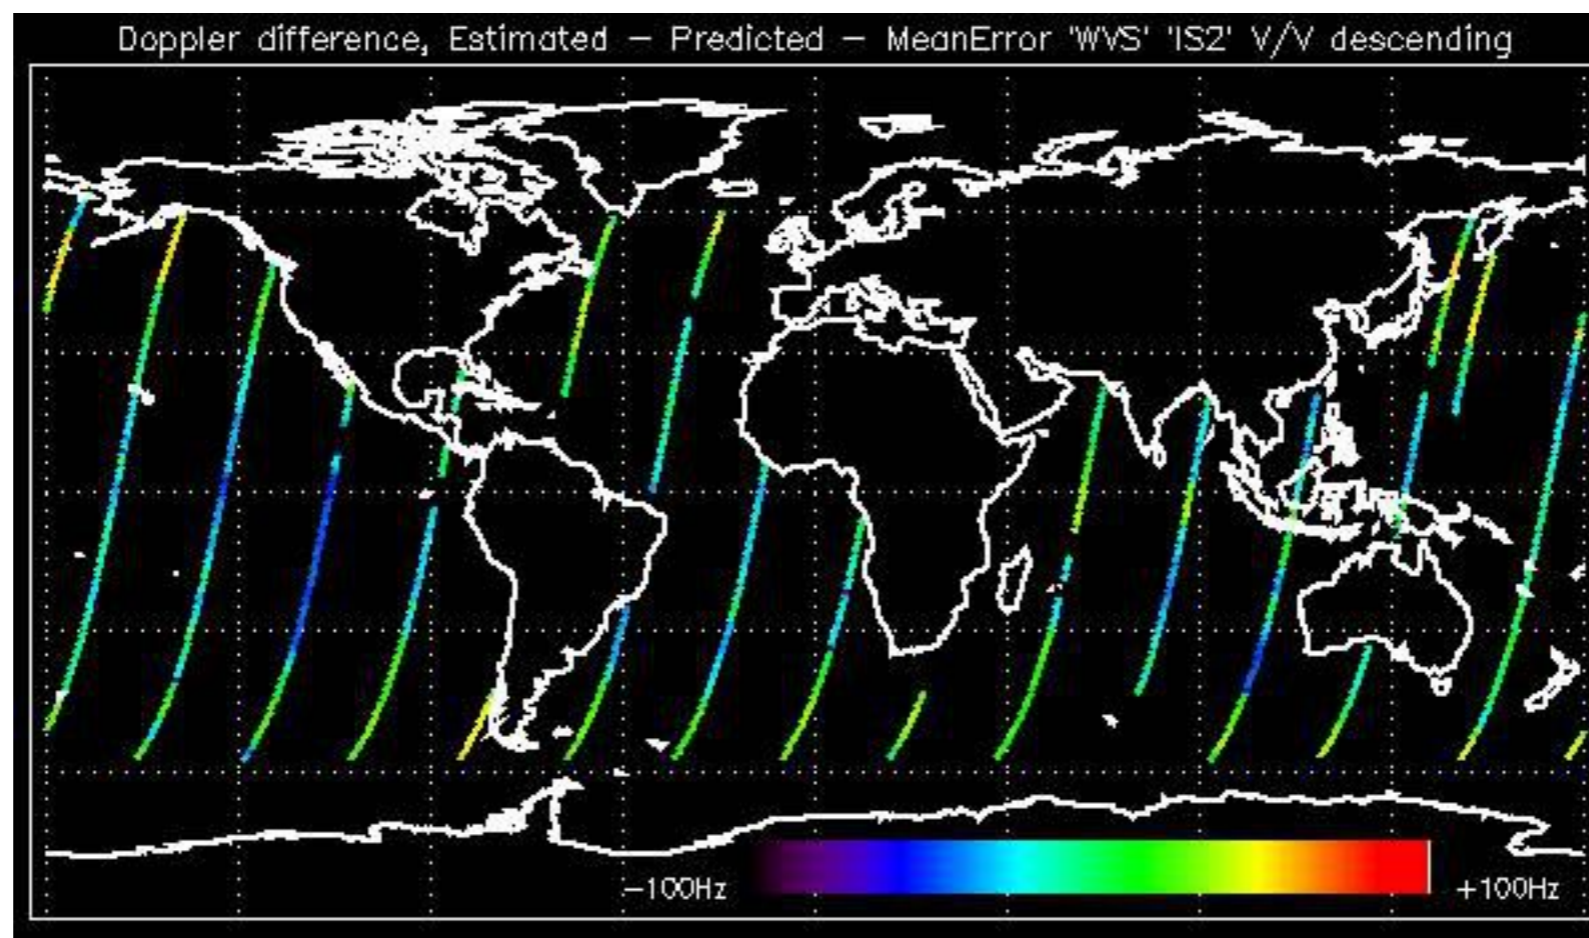 Doppler difference, Estimated - Predicted - MeanError 'WVS' 'IS2' V/V descending
-100Hz +100Hz